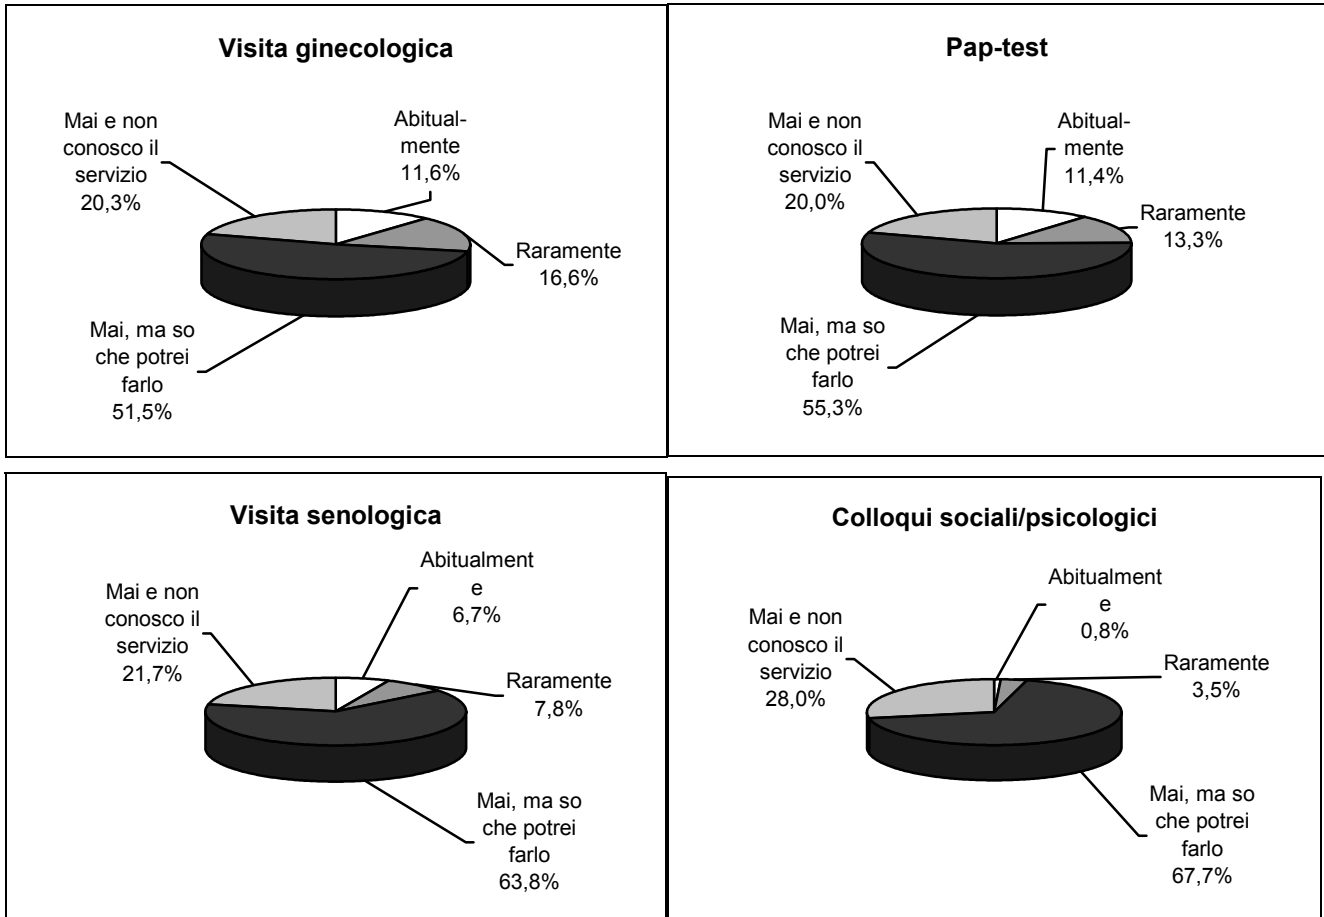 Visita ginecologica
Mai e non
conosco il
servizio
20,3%
Abitual-
mente
11,6%
Raramente
16,6%
Mai, ma so
che potrei
farlo
51,5%
Pap-test
Mai e non
conosco il
servizio
20,0%
Abitual-
mente
11,4%
Raramente
13,3%
Mai, ma so
che potrei
farlo
55,3%
Visita senologica
Mai e non
conosco il
servizio
21,7%
Abitualment
e
6,7%
Raramente
7,8%
Mai, ma so
che potrei
farlo
63,8%
Colloqui sociali/psicologici
Mai e non
conosco il
servizio
28,0%
Abitualment
e
0,8%
Raramente
3,5%
Mai, ma so
che potrei
farlo
67,7%